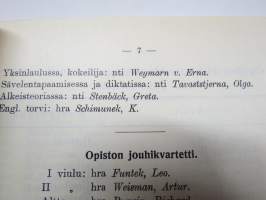 — 7 —
Yksinlaulussa, kokeilija: nti Weymarn v. Erna.
Sävelentapaamisessa ja diktatissa: nti Tavaststjerna, Olga.
Alkeisteoriassa: nti Stenbäck, Greta.
Engl. torvi: hra Schimunek, K.
Opiston jouhikvartetti.
I viulu: hra Funtek, Leo.
II „ hra Weisman, Artur.